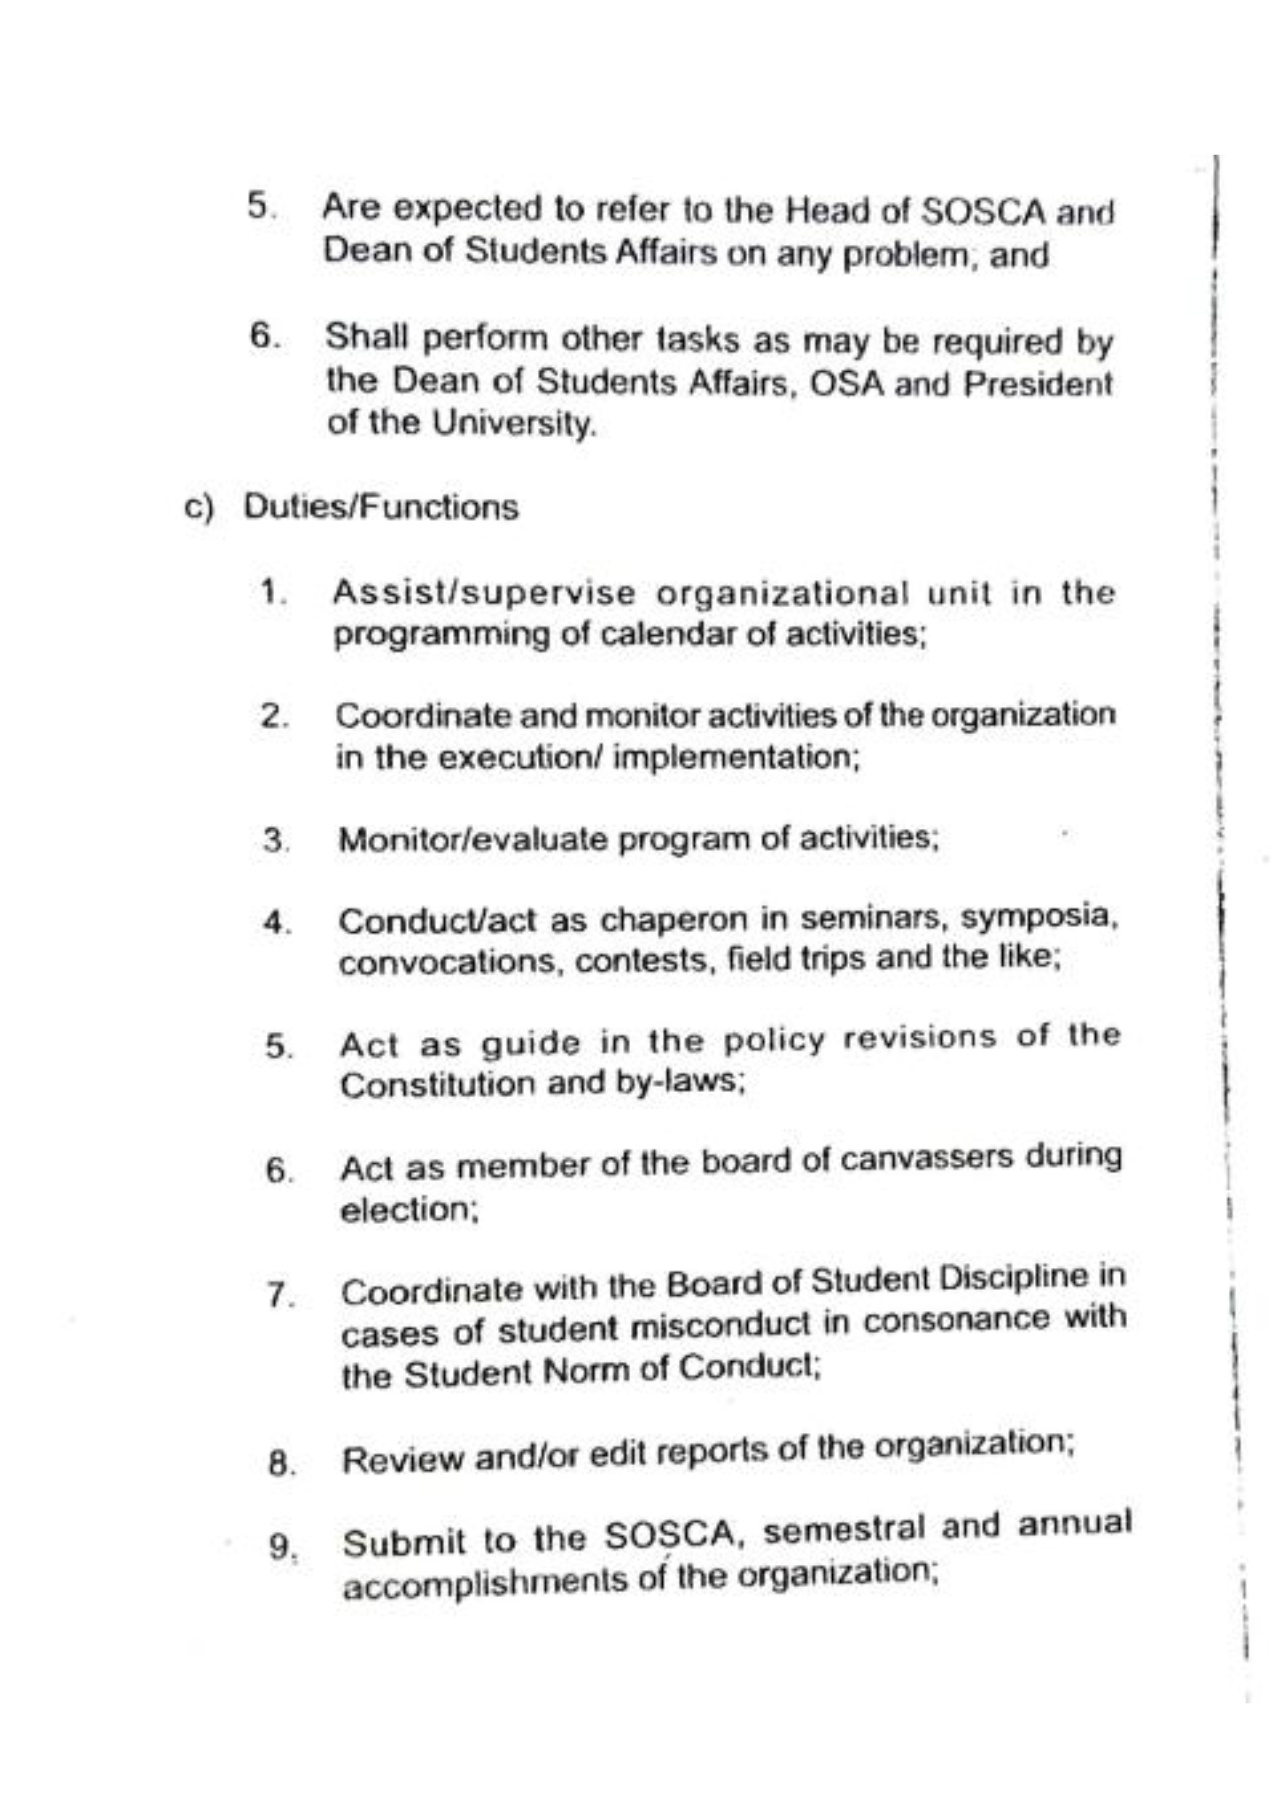 5. Are expected to refer to the Head of SOSCA and
Dean of Students Affairs on any problem; and
6. Shall perform other tasks as may be required by
the Dean of Students Affairs, OSA and President
of the University.
c) Duties/Functions
1. Assist/supervise organizational unit in the
programming of calendar of activities;
2. Coordinate and monitor activities of the organization
in the execution/ implementation;
3. Monitor/evaluate program of activities;
4. Conduct/act as chaperon in seminars, symposia,
convocations, contests, field trips and the like;
5. Act as guide in the policy revisions of the
Constitution and by-laws;
6. Act as member of the board of canvassers during
election;
7. Coordinate with the Board of Student Discipline in
cases of student misconduct in consonance with
the Student Norm of Conduct;
8. Review and/or edit reports of the organization;
9. Submit to the SOSCA, semestral and annual
accomplishments of the organization;